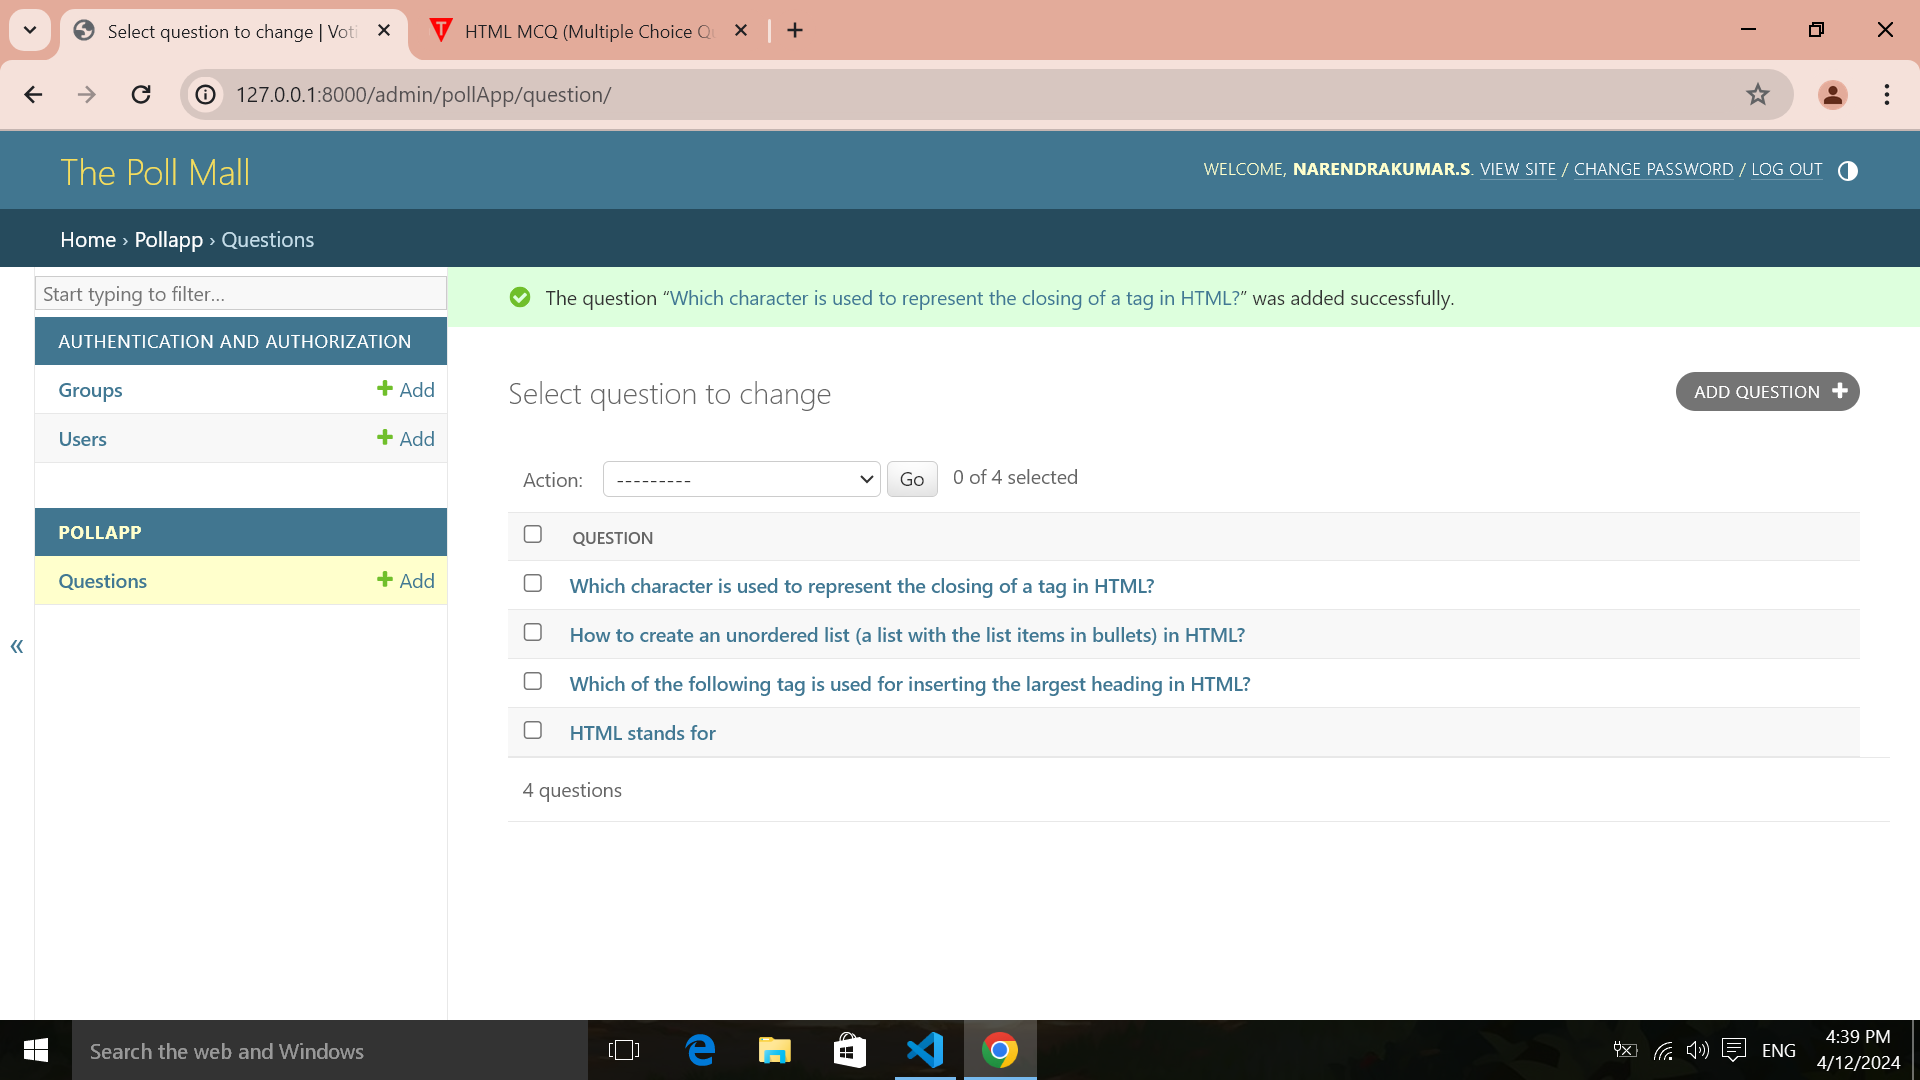 Select question to change | Voti
HTML MCQ (Multiple Choice Qu
127.0.0.1:8000/admin/pollApp/question/
The Poll Mall
WELCOME, NARENDRAKUMAR.S. VIEW SITE / CHANGE PASSWORD / LOG OUT
Home › Pollapp › Questions
Start typing to filter...
The question “Which character is used to represent the closing of a tag in HTML?” was added successfully.
AUTHENTICATION AND AUTHORIZATION
Groups + Add
Users + Add
POLLAPP
Questions + Add
«
Select question to change
ADD QUESTION +
Action: --------- Go 0 of 4 selected
QUESTION
Which character is used to represent the closing of a tag in HTML?
How to create an unordered list (a list with the list items in bullets) in HTML?
Which of the following tag is used for inserting the largest heading in HTML?
HTML stands for
4 questions
Search the web and Windows
ENG
4:39 PM
4/12/2024